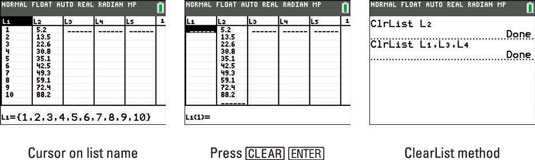 NORMAL FLOAT AUTO REAL RADIAN MP
L1 L2 L3 L4 L5 1
1 5.2 ------ ------ ------
2 13.5
3 22.6
4 30.8
5 35.1
6 42.5
7 49.3
8 59.1
9 72.4
10 88.2
L1={1,2,3,4,5,6,7,8,9,10}
Cursor on list name
NORMAL FLOAT AUTO REAL RADIAN MP
L1 L2 L3 L4 L5 1
------ 5.2 ------ ------ ------
13.5
22.6
30.8
35.1
42.5
49.3
59.1
72.4
88.2
------
L1(1)=
Press CLEAR ENTER
NORMAL FLOAT AUTO REAL RADIAN MP
ClrList L2
Done
ClrList L1,L3,L4
Done
ClearList method